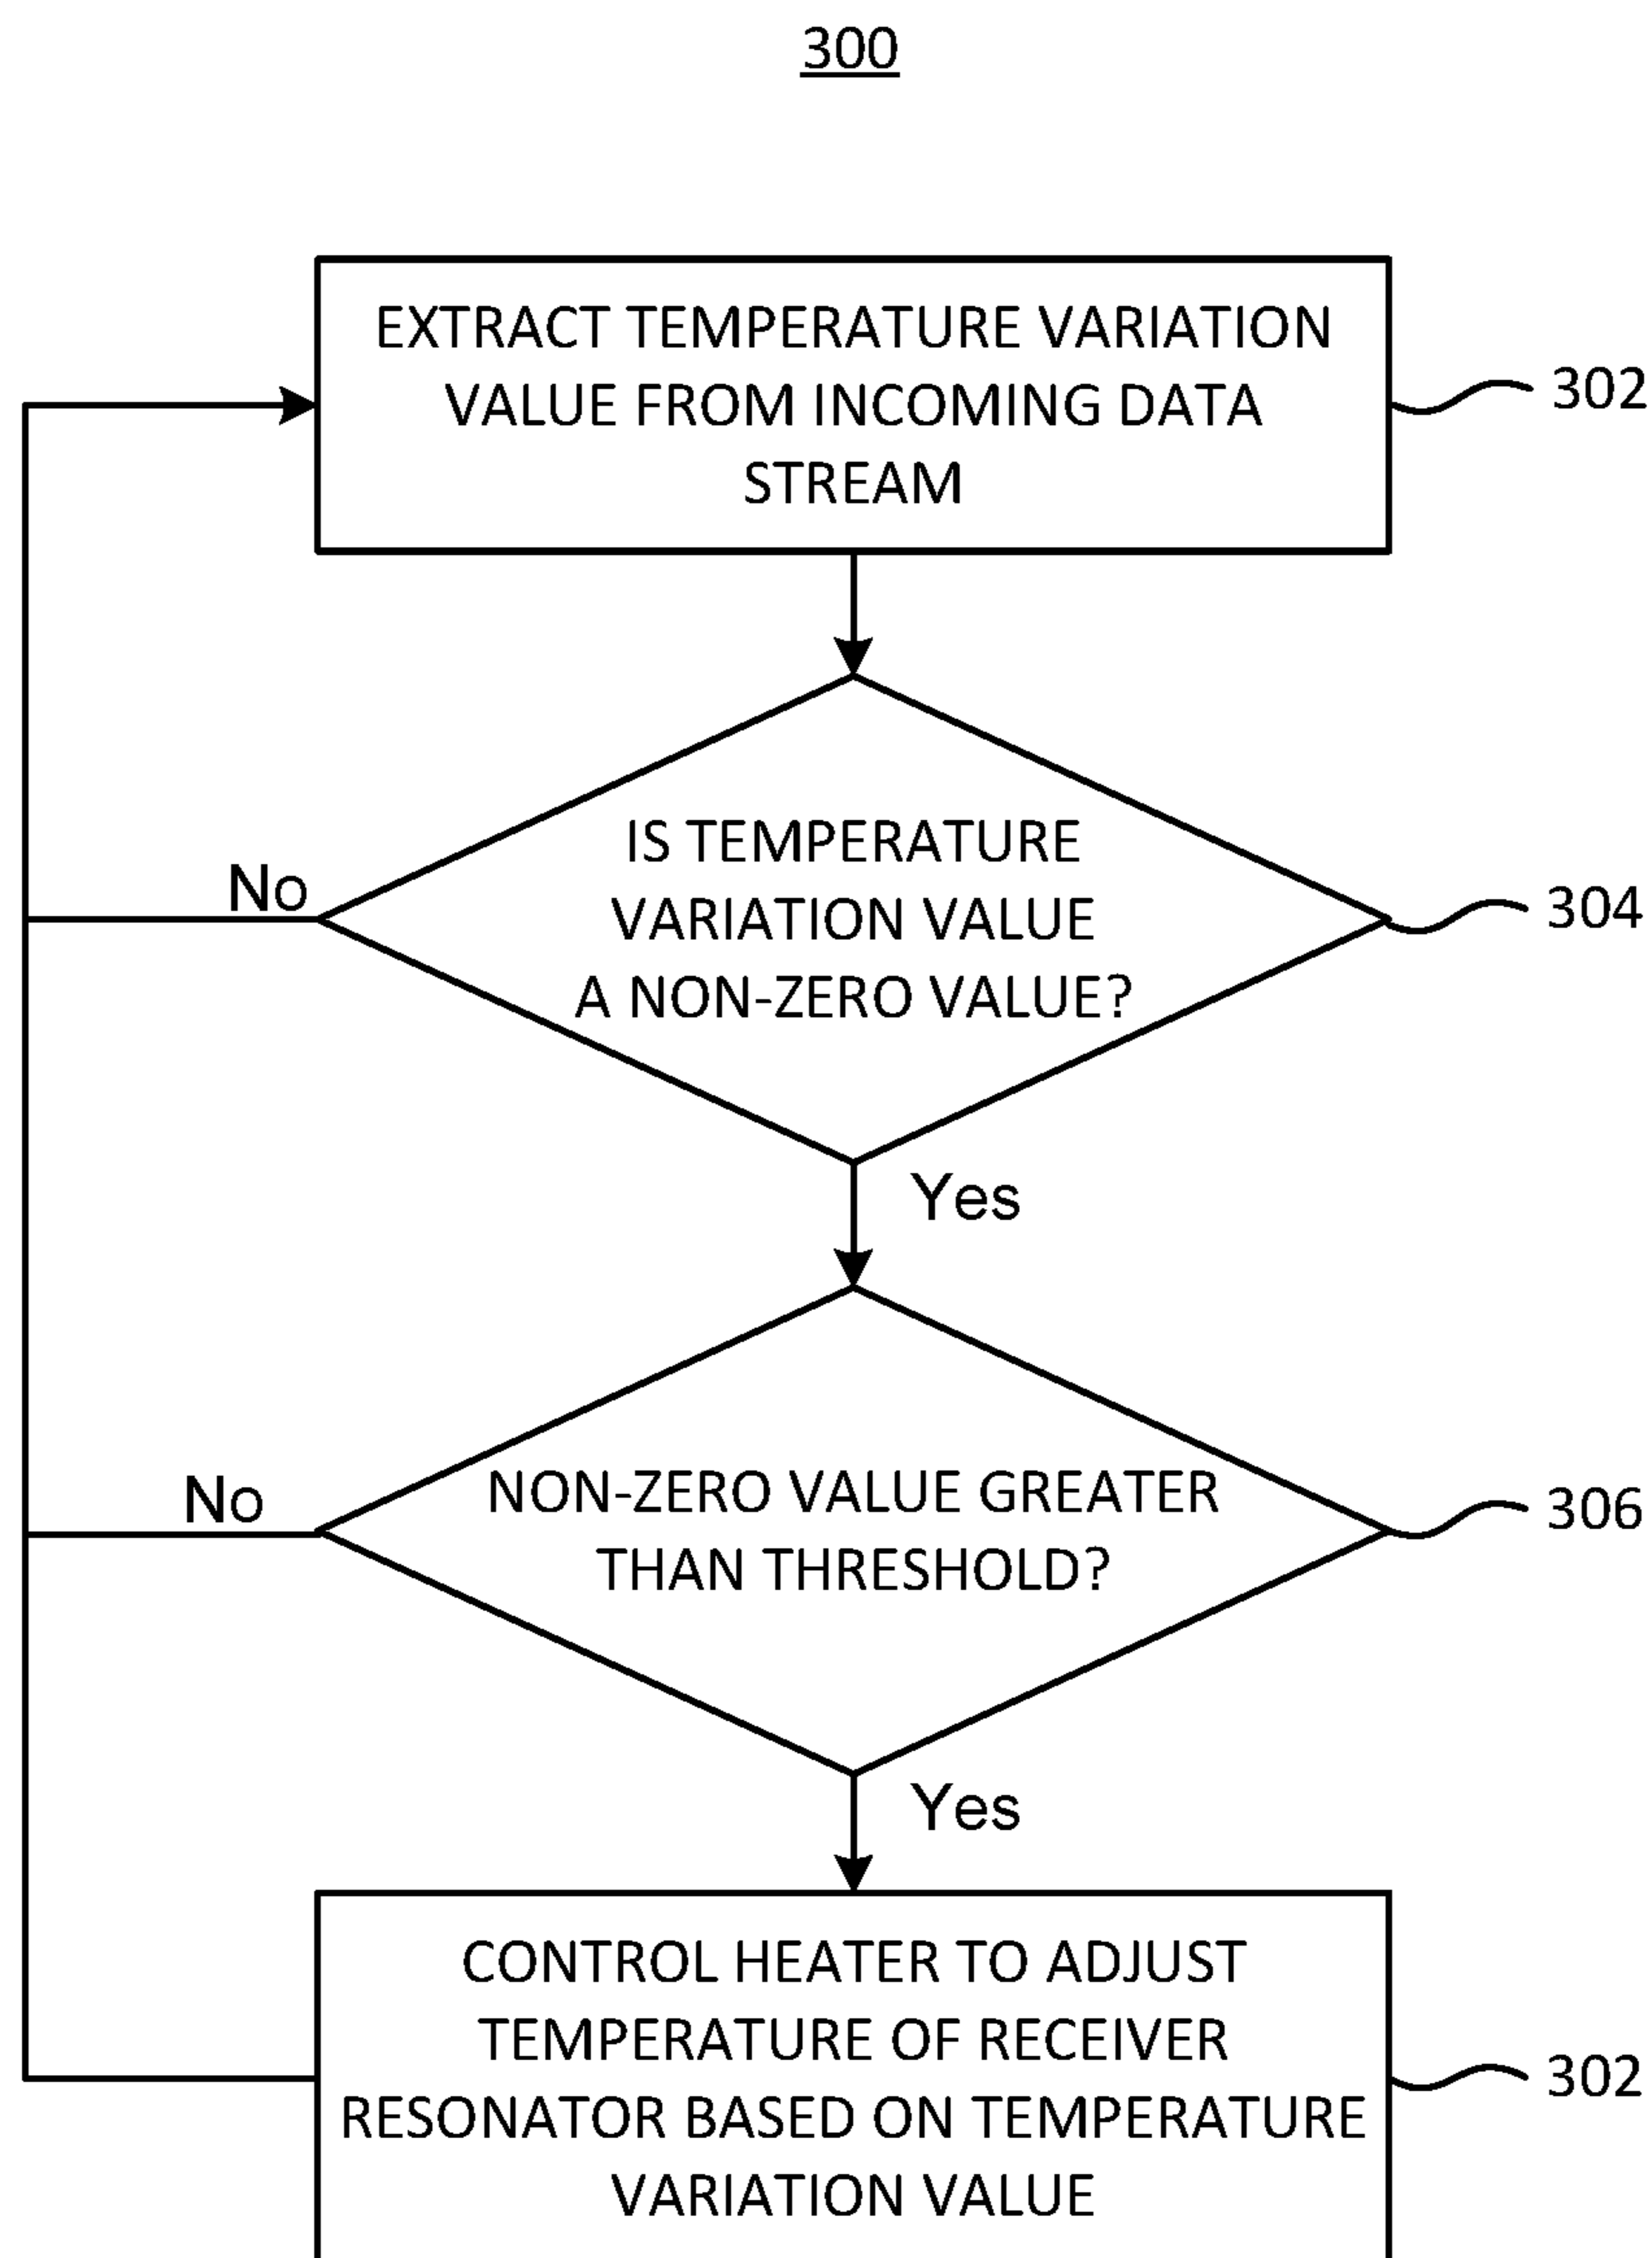 300
EXTRACT TEMPERATURE VARIATION
VALUE FROM INCOMING DATA
STREAM
302
IS TEMPERATURE
VARIATION VALUE
A NON-ZERO VALUE?
No
304
Yes
NON-ZERO VALUE GREATER
THAN THRESHOLD?
No
306
Yes
CONTROL HEATER TO ADJUST
TEMPERATURE OF RECEIVER
RESONATOR BASED ON TEMPERATURE
VARIATION VALUE
302